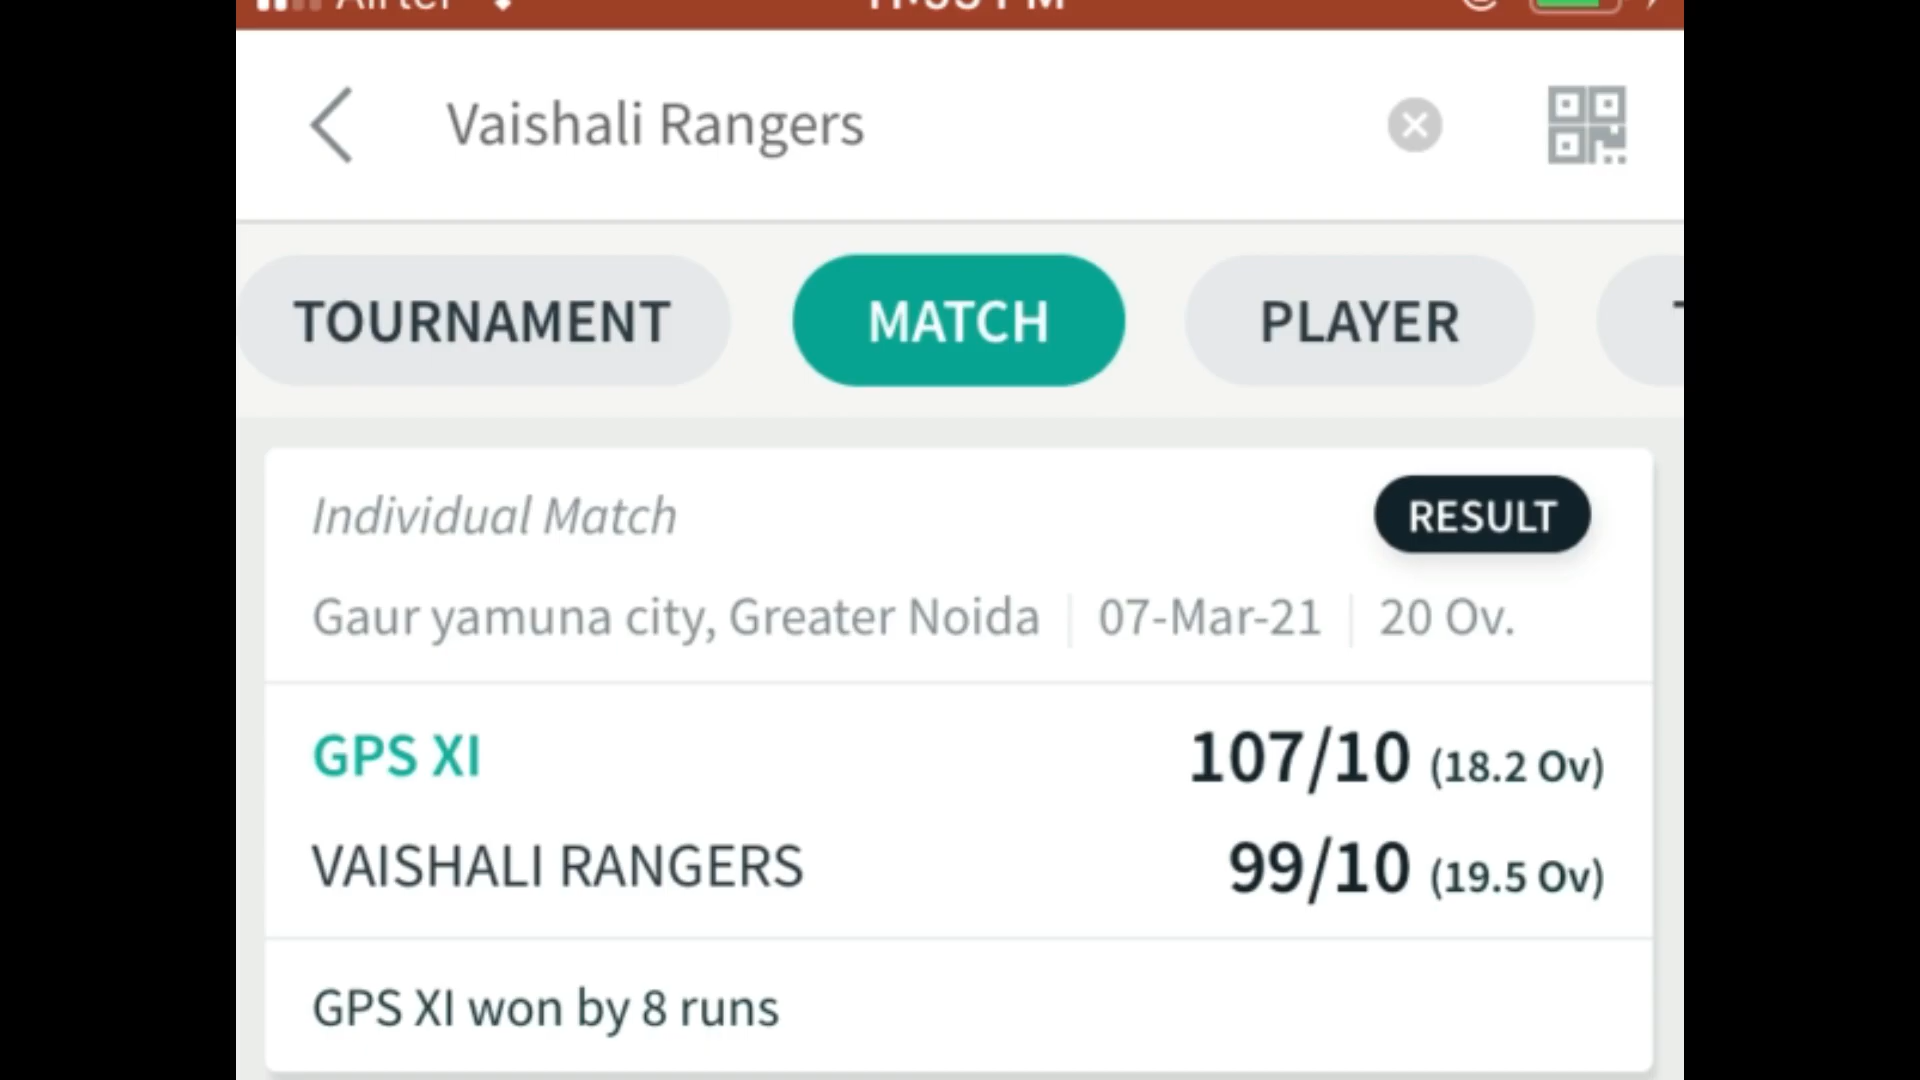 Vaishali Rangers
TOURNAMENT MATCH PLAYER
Individual Match RESULT
Gaur yamuna city, Greater Noida 07-Mar-21 20 Ov.
GPS XI 107/10 (18.2 Ov)
VAISHALI RANGERS 99/10 (19.5 Ov)
GPS XI won by 8 runs